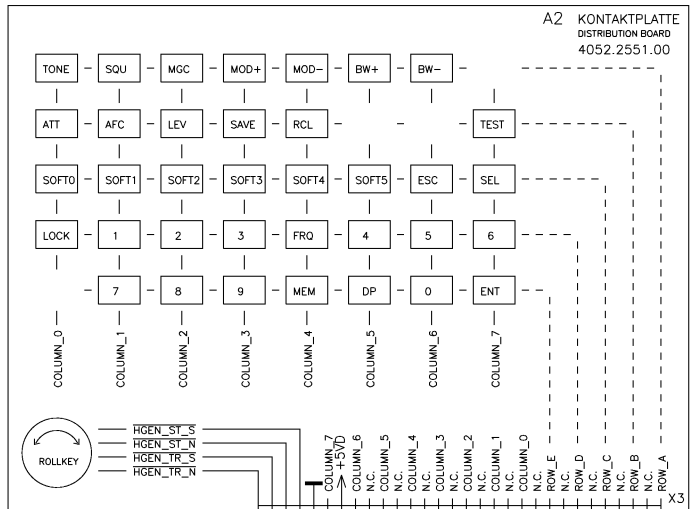 A2 KONTAKTPLATTE
DISTRIBUTION BOARD
4052.2551.00
TONE SQU MGC MOD+ MOD- BW+ BW-
ATT AFC LEV SAVE RCL TEST
SOFT0 SOFT1 SOFT2 SOFT3 SOFT4 SOFT5 ESC SEL
LOCK 1 2 3 FRQ 4 5 6
7 8 9 MEM DP 0 ENT
COLUMN_0 COLUMN_1 COLUMN_2 COLUMN_3 COLUMN_4 COLUMN_5 COLUMN_6 COLUMN_7
ROLLKEY
HGEN_ST_S
HGEN_ST_N
HGEN_TR_S
HGEN_TR_N
COLUMN_7
+5VD
COLUMN_6
N.C.
COLUMN_5
N.C.
COLUMN_4
N.C.
COLUMN_3
N.C.
COLUMN_2
N.C.
COLUMN_1
N.C.
COLUMN_0
N.C.
ROW_E
N.C.
ROW_D
N.C.
ROW_C
N.C.
ROW_B
N.C.
ROW_A
X3